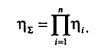 η_Σ = ∏_{i=1}^{n} η_i.